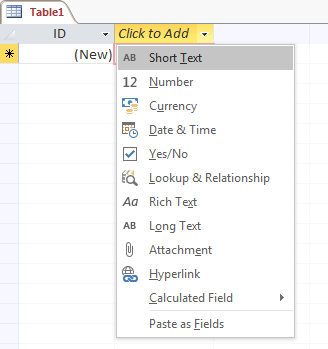 Table1
ID Click to Add
* (New)
AB Short Text
12 Number
Currency
Date & Time
Yes/No
Lookup & Relationship
Aa Rich Text
AB Long Text
Attachment
Hyperlink
Calculated Field
Paste as Fields